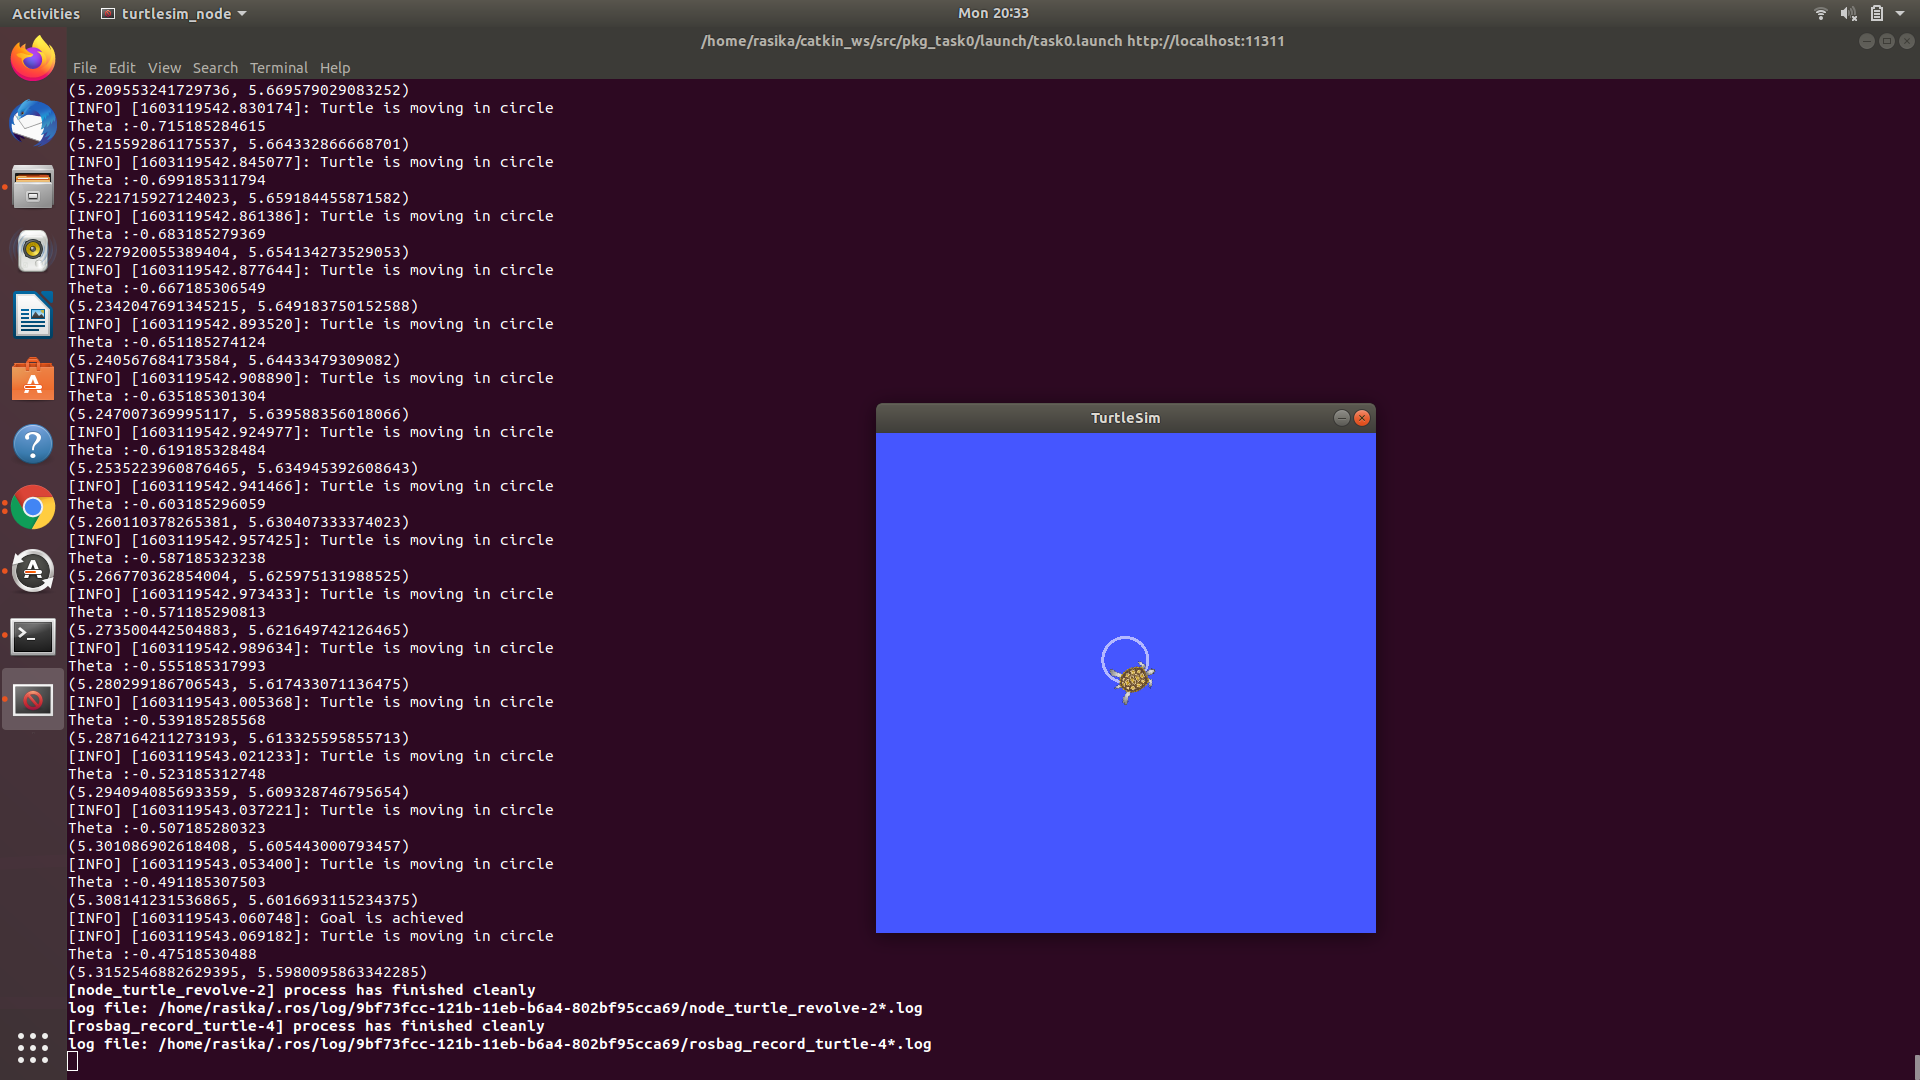 Activities turtlesim_node Mon 20:33
/home/rasika/catkin_ws/src/pkg_task0/launch/task0.launch http://localhost:11311
File Edit View Search Terminal Help
(5.209553241729736, 5.669579029083252)
[INFO] [1603119542.830174]: Turtle is moving in circle
Theta :-0.715185284615
(5.215592861175537, 5.664332866668701)
[INFO] [1603119542.845077]: Turtle is moving in circle
Theta :-0.699185311794
(5.221715927124023, 5.659184455871582)
[INFO] [1603119542.861386]: Turtle is moving in circle
Theta :-0.683185279369
(5.227920055389404, 5.654134273529053)
[INFO] [1603119542.877644]: Turtle is moving in circle
Theta :-0.667185306549
(5.2342047691345215, 5.649183750152588)
[INFO] [1603119542.893520]: Turtle is moving in circle
Theta :-0.651185274124
(5.240567684173584, 5.64433479309082)
[INFO] [1603119542.908890]: Turtle is moving in circle
Theta :-0.635185301304
(5.247007369995117, 5.639588356018066)
[INFO] [1603119542.924977]: Turtle is moving in circle
Theta :-0.619185328484
(5.2535223960876465, 5.634945392608643)
[INFO] [1603119542.941466]: Turtle is moving in circle
Theta :-0.603185296059
(5.260110378265381, 5.630407333374023)
[INFO] [1603119542.957425]: Turtle is moving in circle
Theta :-0.587185323238
(5.266770362854004, 5.625975131988525)
[INFO] [1603119542.973433]: Turtle is moving in circle
Theta :-0.571185290813
(5.273500442504883, 5.621649742126465)
[INFO] [1603119542.989634]: Turtle is moving in circle
Theta :-0.555185317993
(5.280299186706543, 5.617433071136475)
[INFO] [1603119543.005368]: Turtle is moving in circle
Theta :-0.539185285568
(5.287164211273193, 5.613325595855713)
[INFO] [1603119543.021233]: Turtle is moving in circle
Theta :-0.523185312748
(5.294094085693359, 5.609328746795654)
[INFO] [1603119543.037221]: Turtle is moving in circle
Theta :-0.507185280323
(5.301086902618408, 5.605443000793457)
[INFO] [1603119543.053400]: Turtle is moving in circle
Theta :-0.491185307503
(5.308141231536865, 5.6016693115234375)
[INFO] [1603119543.060748]: Goal is achieved
[INFO] [1603119543.069182]: Turtle is moving in circle
Theta :-0.47518530488
(5.3152546882629395, 5.5980095863342285)
[node_turtle_revolve-2] process has finished cleanly
log file: /home/rasika/.ros/log/9bf73fcc-121b-11eb-b6a4-802bf95cca69/node_turtle_revolve-2*.log
[rosbag_record_turtle-4] process has finished cleanly
log file: /home/rasika/.ros/log/9bf73fcc-121b-11eb-b6a4-802bf95cca69/rosbag_record_turtle-4*.log
TurtleSim